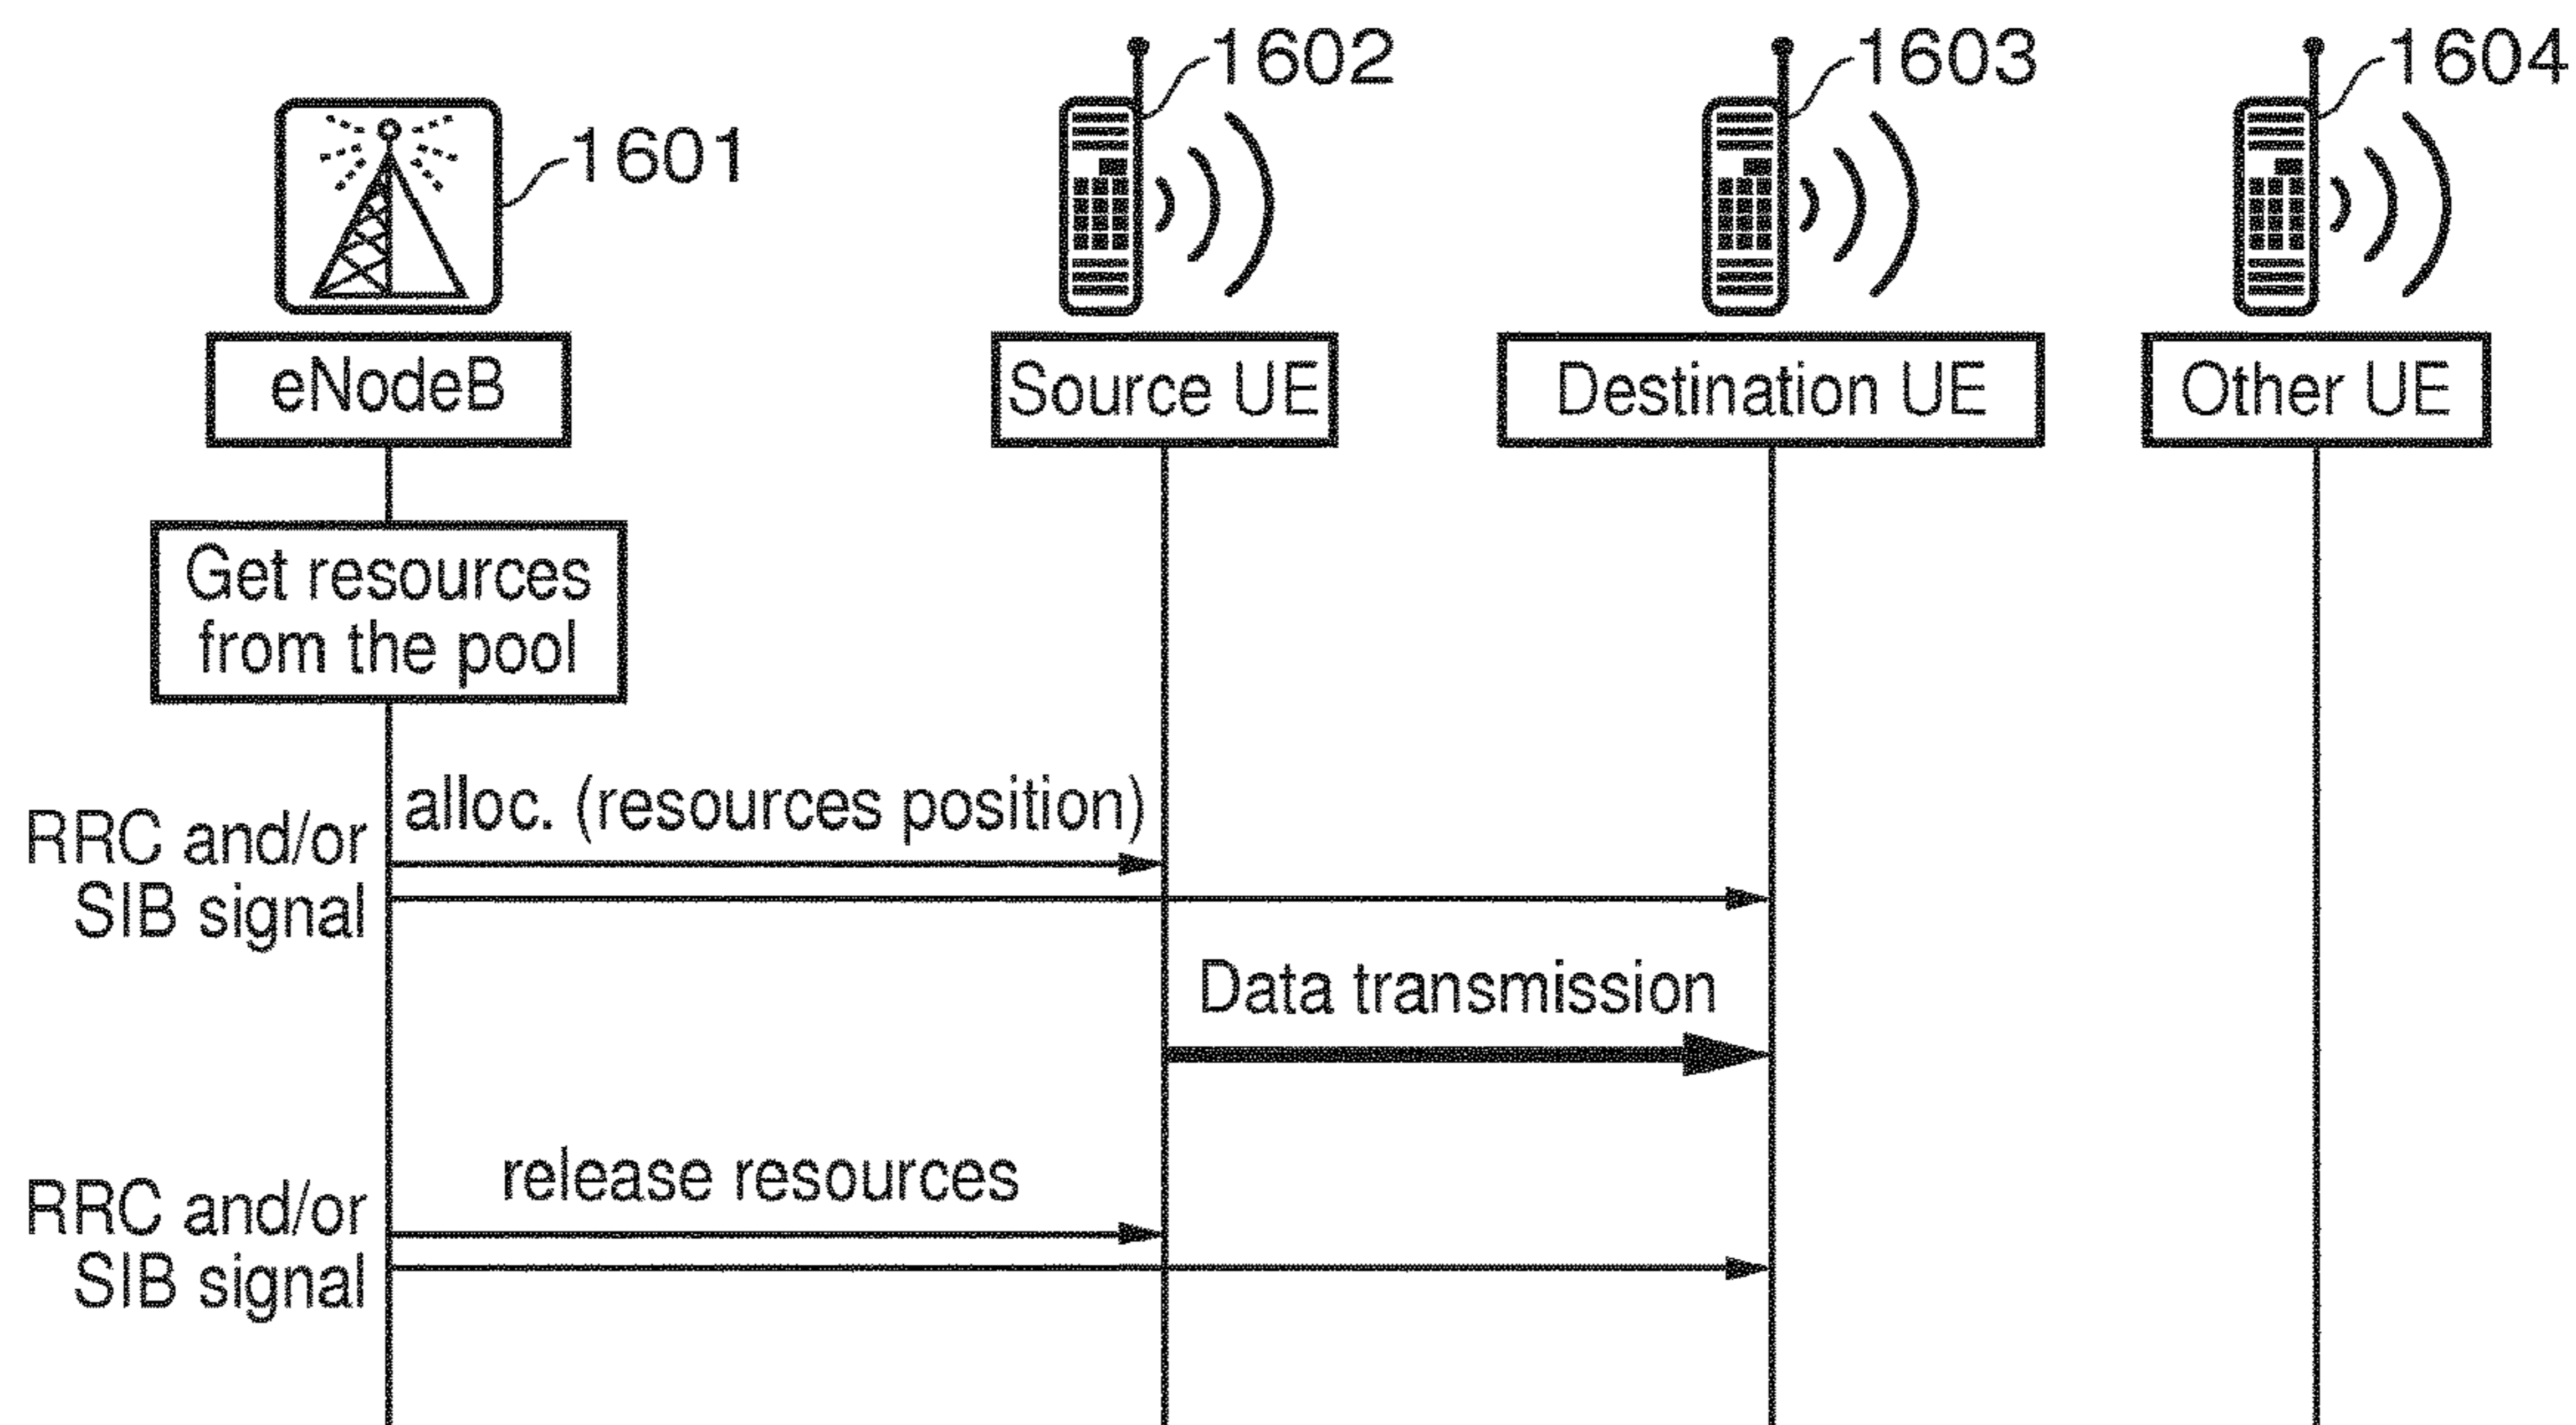 1601
1602
1603
1604
eNodeB
Source UE
Destination UE
Other UE
Get resources
from the pool
RRC and/or
SIB signal
alloc. (resources position)
Data transmission
RRC and/or
SIB signal
release resources